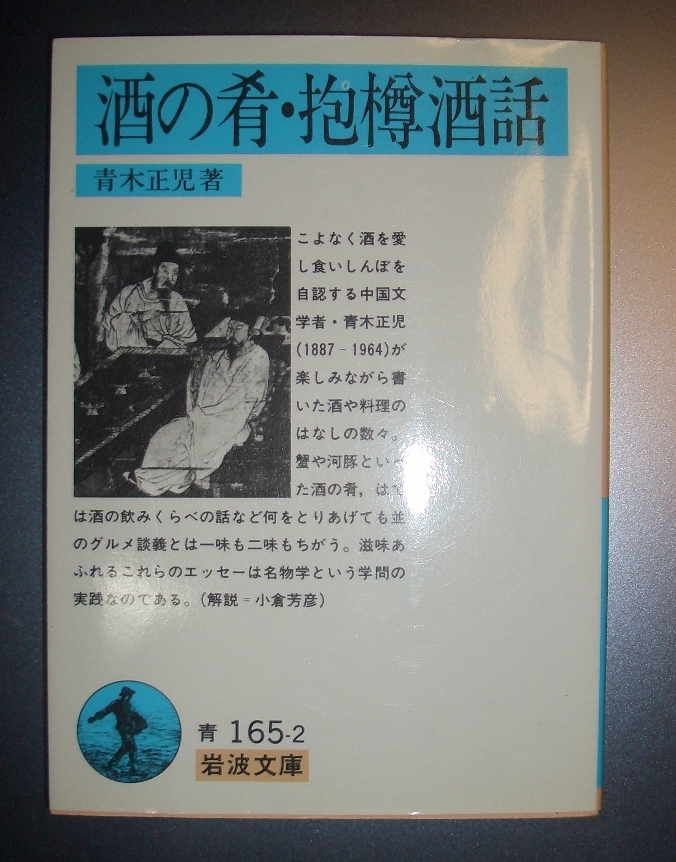 酒の肴・抱樽酒話
青木正児著
こよなく酒を愛
し食いしんぼを
自認する中国文
学者・青木正児
(1887-1964)が
楽しみながら書
いた酒や料理の
はなしの数々。
蟹や河豚といっ
た酒の肴，はて
は酒の飲みくらべの話など何をとりあげても並
のグルメ談義とは一味も二味もちがう。滋味あ
ふれるこれらのエッセーは名物学という学問の
実践なのである。(解説=小倉芳彦)
青 165-2
岩波文庫